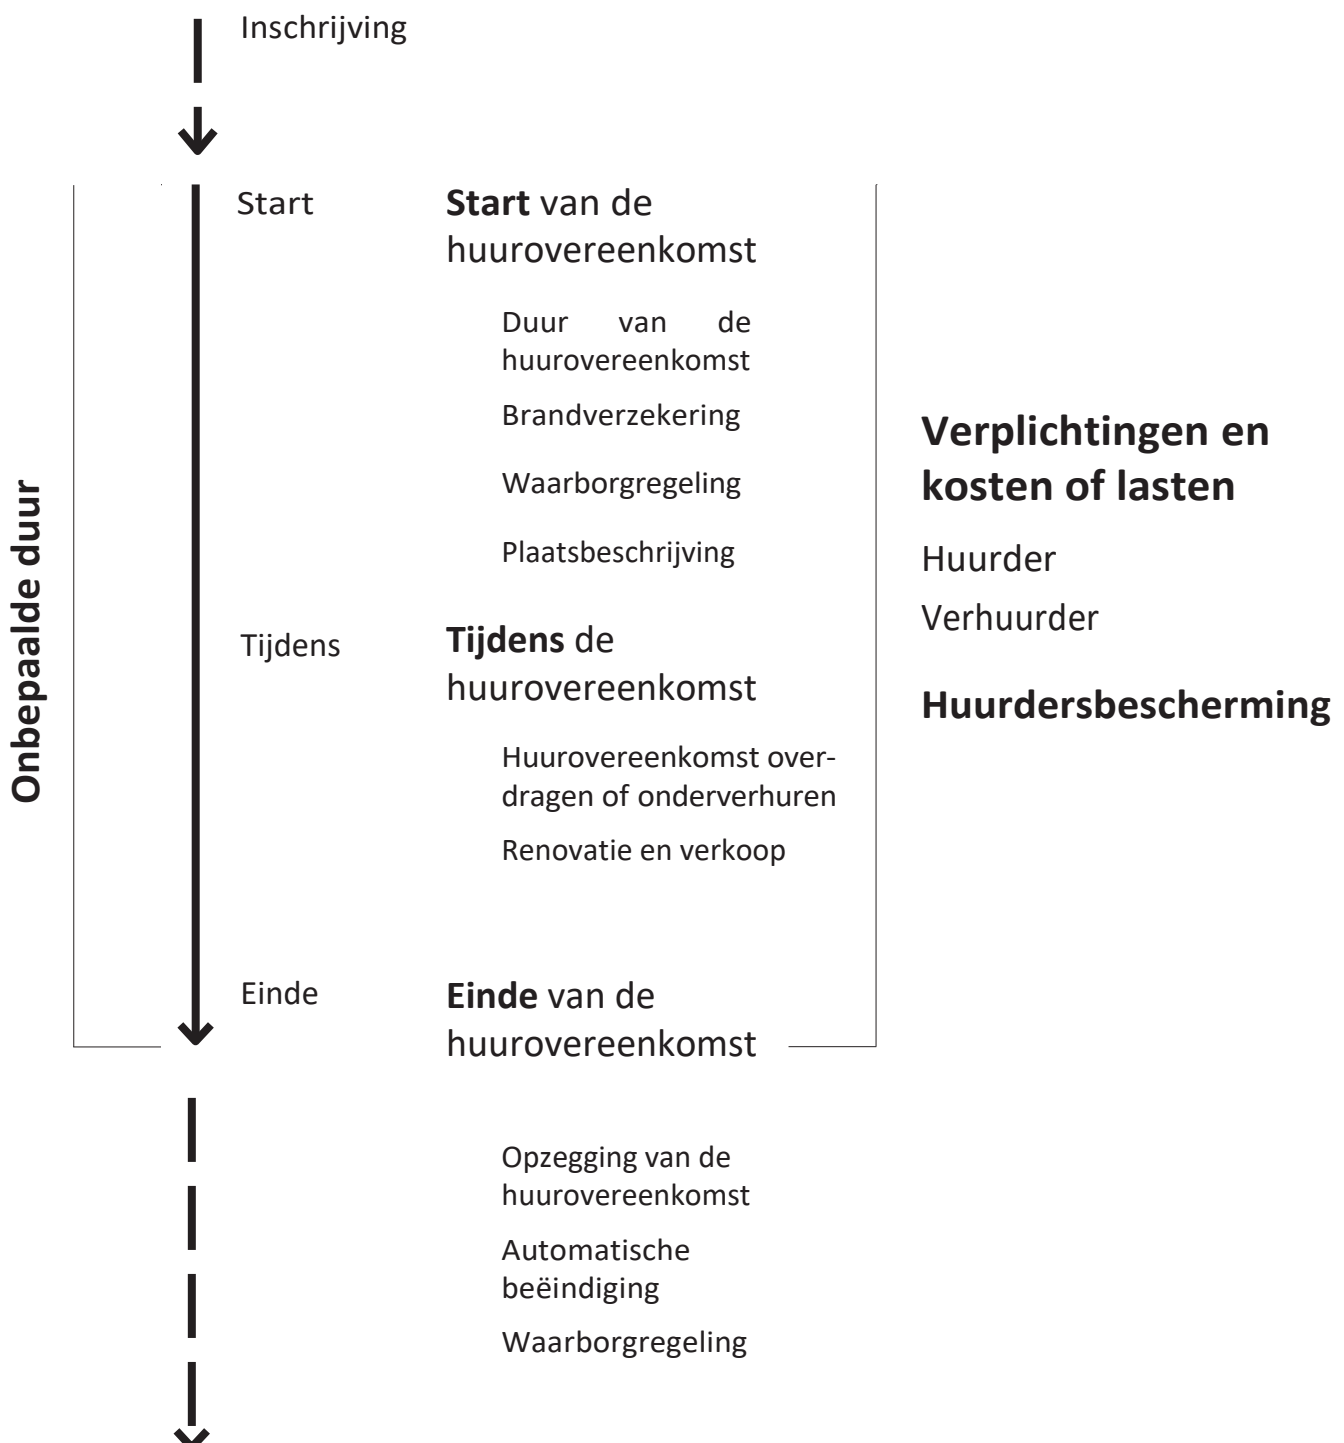 Inschrijving
Start
Start van de
huurovereenkomst
Duur van de
huurovereenkomst
Brandverzekering
Waarborgregeling
Plaatsbeschrijving
Tijdens
Tijdens de
huurovereenkomst
Huurovereenkomst over-
dragen of onderverhuren
Renovatie en verkoop
Einde
Einde van de
huurovereenkomst
Opzegging van de
huurovereenkomst
Automatische
beëindiging
Waarborgregeling
Onbepaalde duur
Verplichtingen en
kosten of lasten
Huurder
Verhuurder
Huurdersbescherming